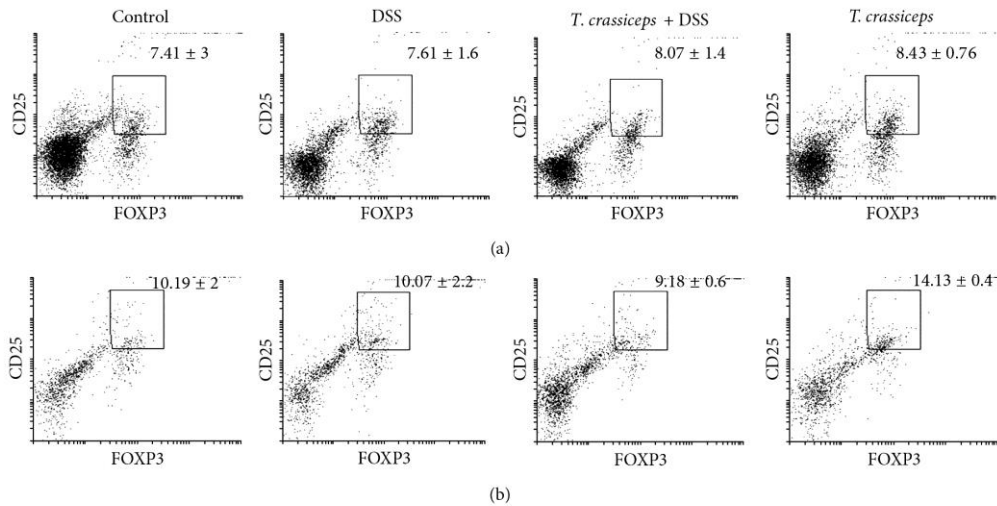 Control DSS T. crassiceps + DSS T. crassiceps
7.41 ± 3 7.61 ± 1.6 8.07 ± 1.4 8.43 ± 0.76
CD25 CD25 CD25 CD25
FOXP3 FOXP3 FOXP3 FOXP3
(a)
10.19 ± 2 10.07 ± 2.2 9.18 ± 0.6 14.13 ± 0.4
CD25 CD25 CD25 CD25
FOXP3 FOXP3 FOXP3 FOXP3
(b)